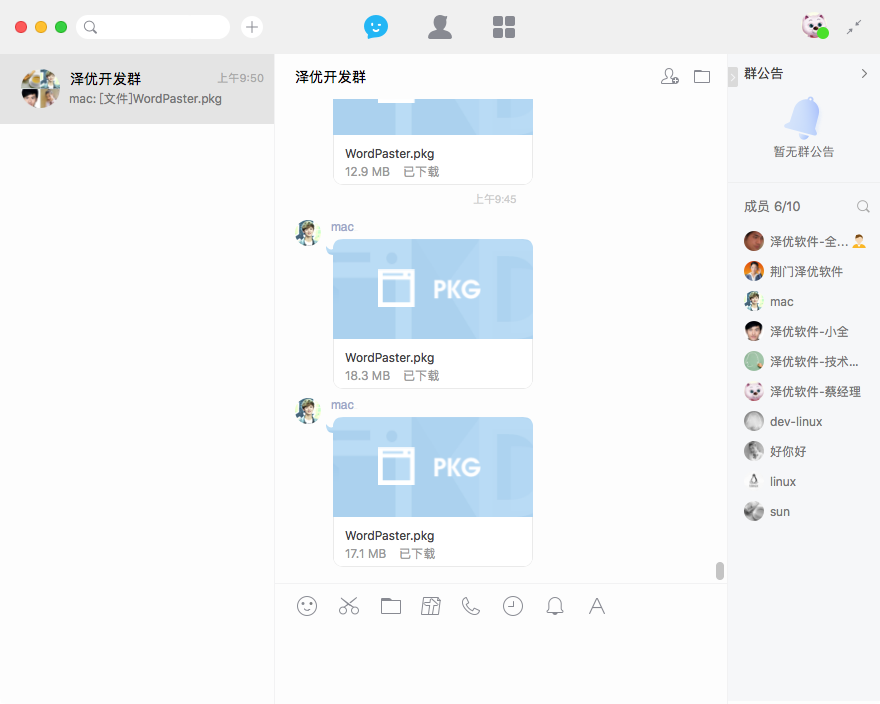 泽优开发群
上午9:50
mac: [文件]WordPaster.pkg
泽优开发群
WordPaster.pkg
12.9 MB 已下载
上午9:45
mac
PKG
WordPaster.pkg
18.3 MB 已下载
mac
PKG
WordPaster.pkg
17.1 MB 已下载
群公告
暂无群公告
成员 6/10
泽优软件-全...
荆门泽优软件
mac
泽优软件-小全
泽优软件-技术...
泽优软件-蔡经理
dev-linux
好你好
linux
sun